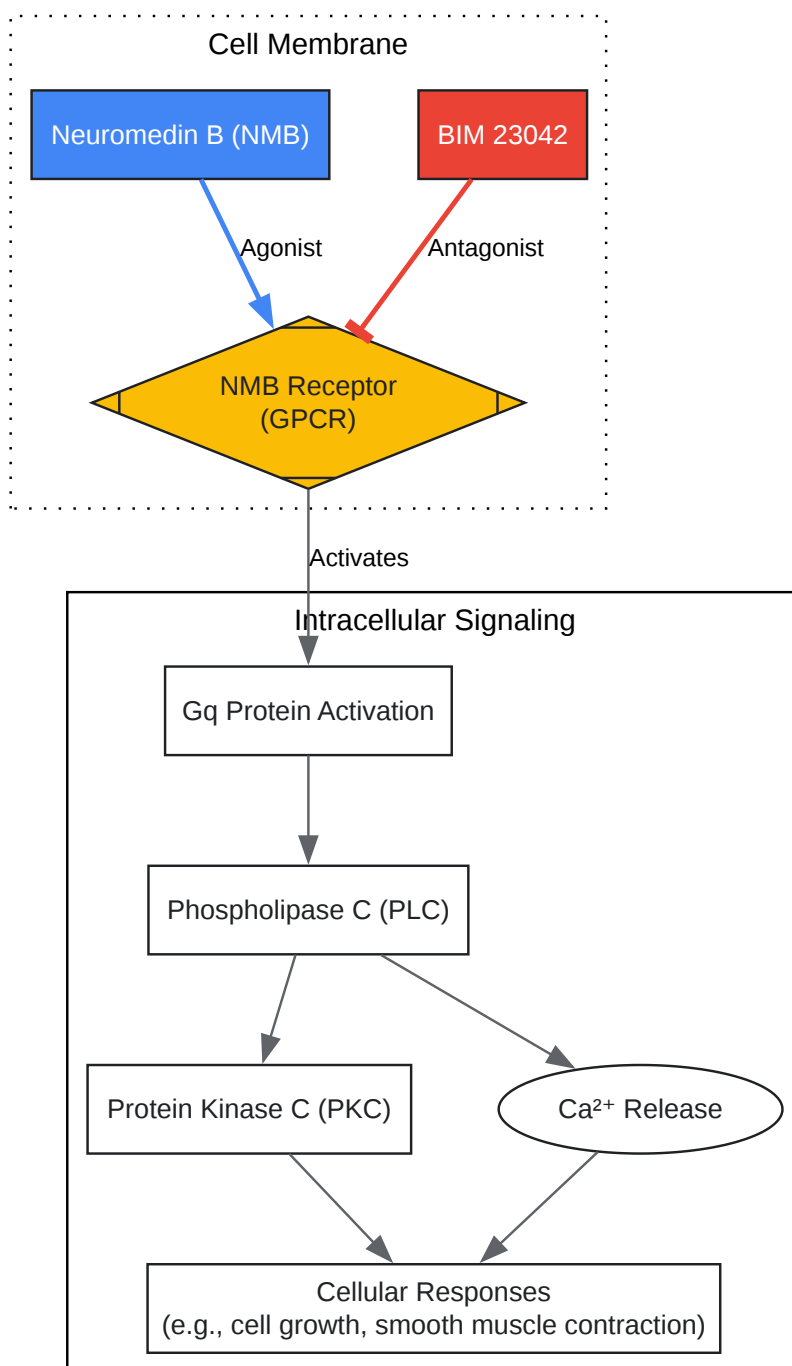 Cell Membrane
Neuromedin B (NMB)
BIM 23042
Agonist
Antagonist
NMB Receptor
(GPCR)
Activates
Intracellular Signaling
Gq Protein Activation
Phospholipase C (PLC)
Protein Kinase C (PKC)
Ca²⁺ Release
Cellular Responses
(e.g., cell growth, smooth muscle contraction)